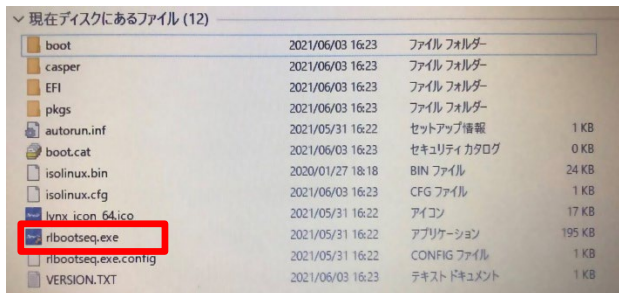 現在ディスクにあるファイル (12)
boot 2021/06/03 16:23 ファイル フォルダー
casper 2021/06/03 16:23 ファイル フォルダー
EFI 2021/06/03 16:23 ファイル フォルダー
pkgs 2021/06/03 16:23 ファイル フォルダー
autorun.inf 2021/05/31 16:22 セットアップ情報 1 KB
boot.cat 2021/06/03 16:23 セキュリティ カタログ 0 KB
isolinux.bin 2020/01/27 18:18 BIN ファイル 24 KB
isolinux.cfg 2021/06/03 16:23 CFG ファイル 1 KB
lynx_icon_64.ico 2021/05/31 16:22 アイコン 17 KB
rlbootseq.exe 2021/05/31 16:22 アプリケーション 195 KB
rlbootseq.exe.config 2021/05/31 16:22 CONFIG ファイル 1 KB
VERSION.TXT 2021/06/03 16:23 テキスト ドキュメント 1 KB